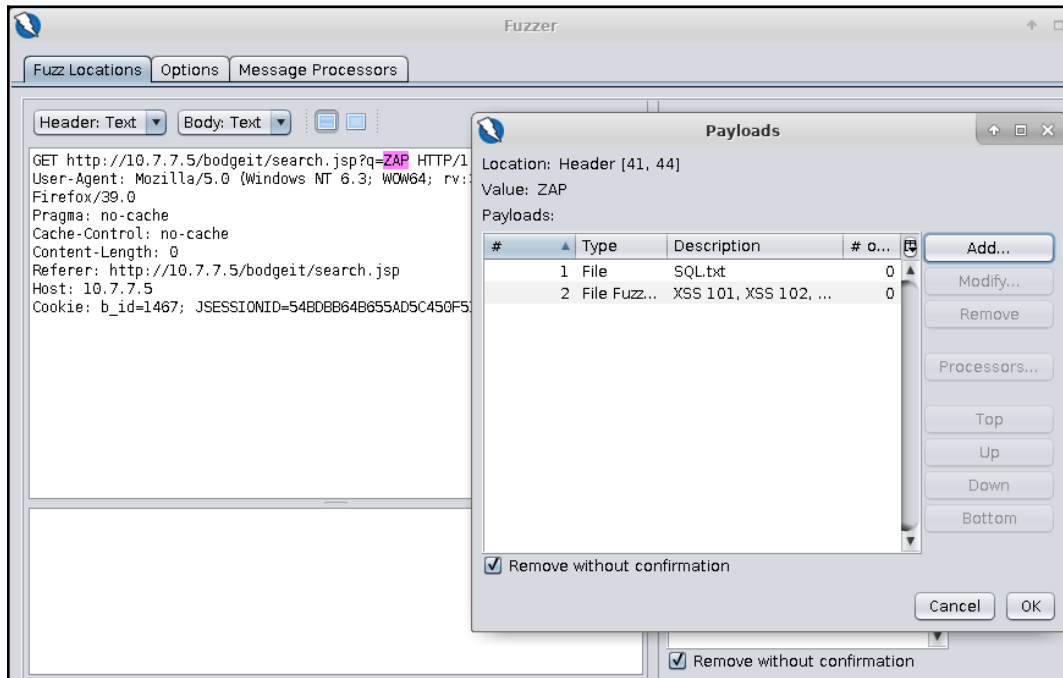 Fuzzer
Fuzz Locations Options Message Processors
Header: Text Body: Text
GET http://10.7.7.5/bodgeit/search.jsp?q=ZAP HTTP/1
User-Agent: Mozilla/5.0 (Windows NT 6.3; WOW64; rv:
Firefox/39.0
Pragma: no-cache
Cache-Control: no-cache
Content-Length: 0
Referer: http://10.7.7.5/bodgeit/search.jsp
Host: 10.7.7.5
Cookie: b_id=1467; JSESSIONID=54BDBB64B655AD5C450F5
Payloads
Location: Header [41, 44]
Value: ZAP
Payloads:
# Type Description # o...
1 File SQL.txt 0
2 File Fuzz... XSS 101, XSS 102, ... 0
Add...
Modify...
Remove
Processors...
Top
Up
Down
Bottom
Remove without confirmation
Cancel OK
Remove without confirmation